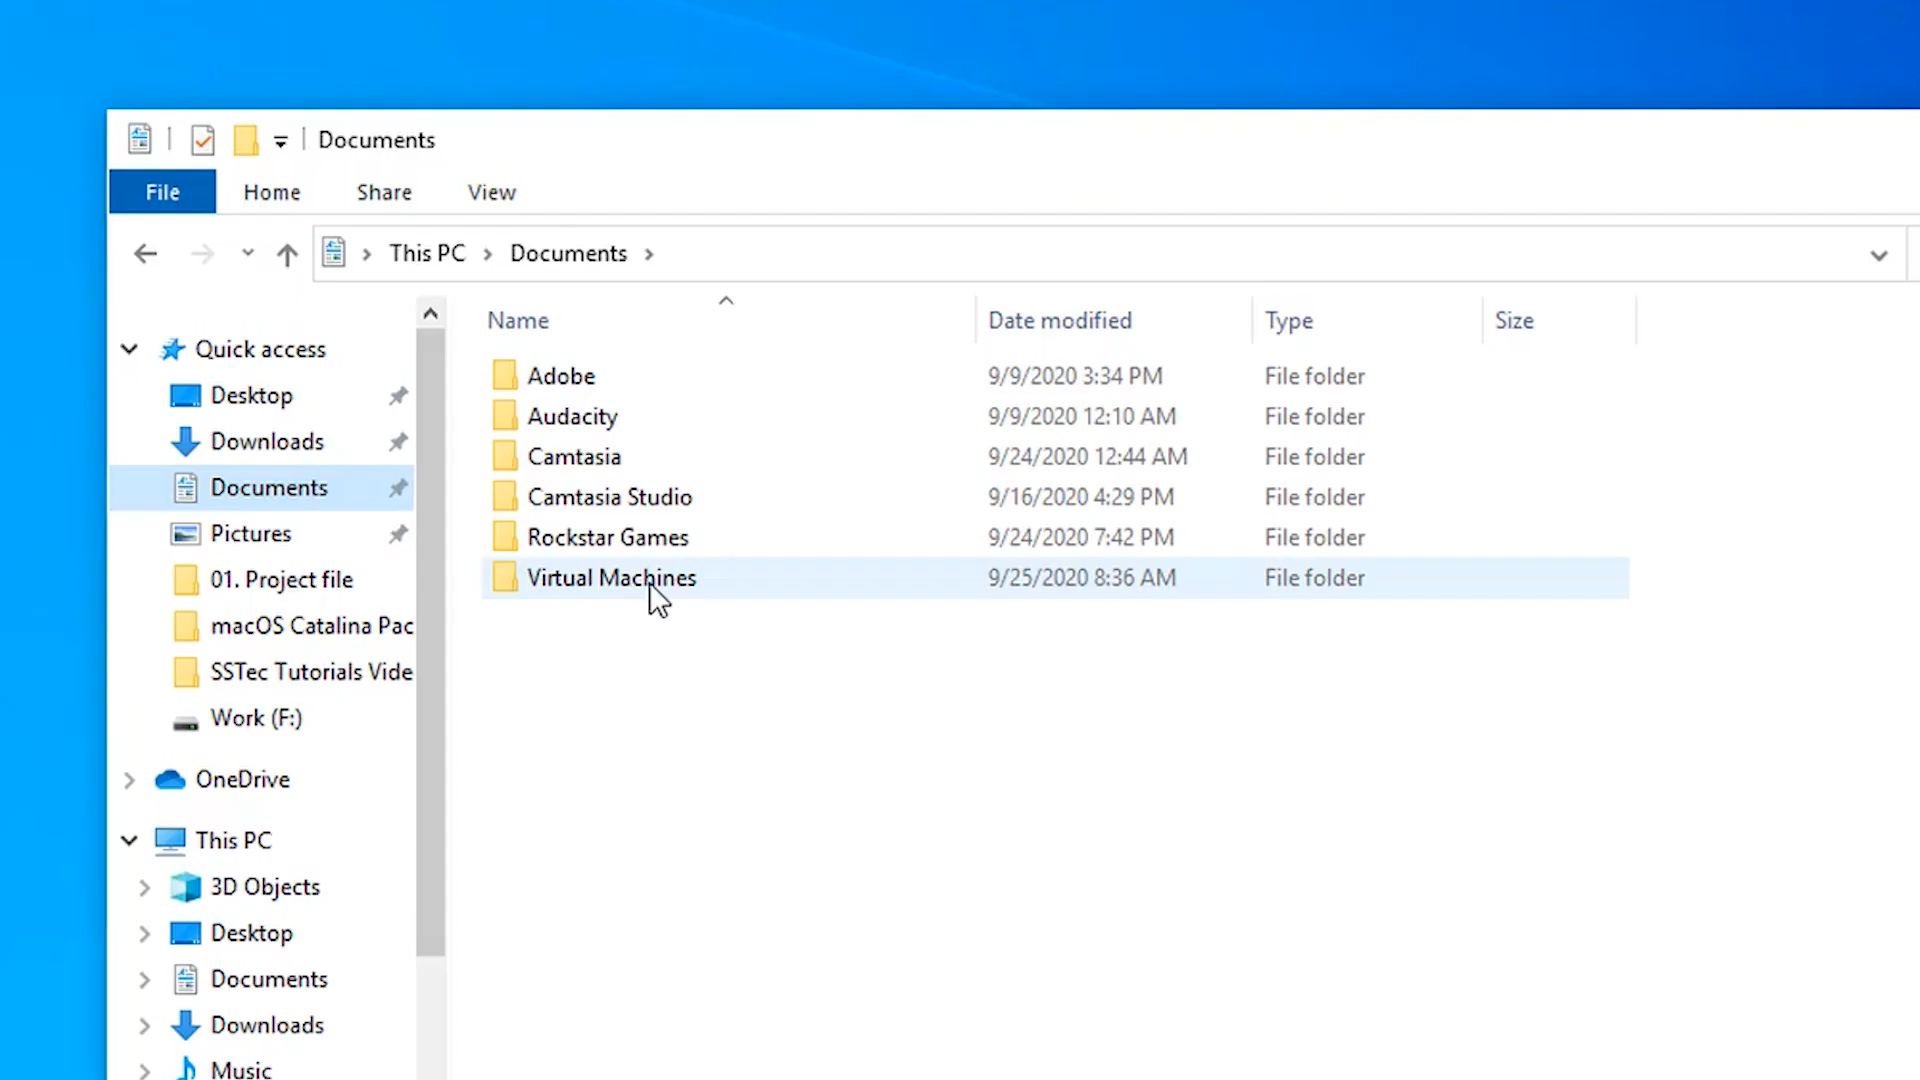 Documents
File Home Share View
This PC Documents
Name Date modified Type Size
Quick access
Desktop
Downloads
Documents
Pictures
01. Project file
macOS Catalina Pac
SSTec Tutorials Vide
Work (F:)
OneDrive
This PC
3D Objects
Desktop
Documents
Downloads
Music
Adobe 9/9/2020 3:34 PM File folder
Audacity 9/9/2020 12:10 AM File folder
Camtasia 9/24/2020 12:44 AM File folder
Camtasia Studio 9/16/2020 4:29 PM File folder
Rockstar Games 9/24/2020 7:42 PM File folder
Virtual Machines 9/25/2020 8:36 AM File folder